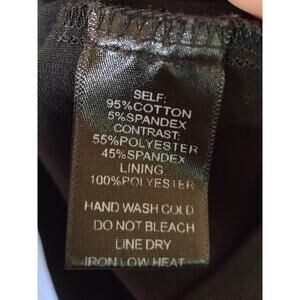 SELF:
95%COTTON
5%SPANDEX
CONTRAST:
55%POLYESTER
45%SPANDEX
LINING
100%POLYESTER
HAND WASH COLD
DO NOT BLEACH
LINE DRY
IRON LOW HEAT